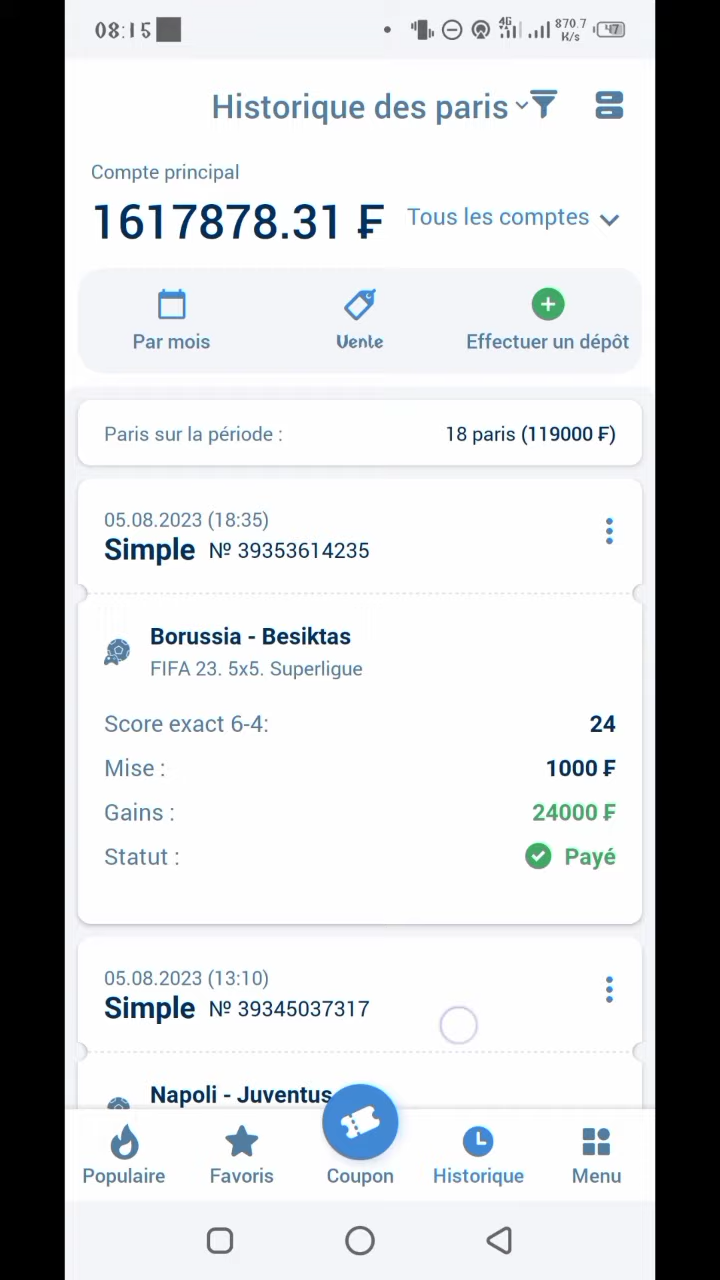 08:15 4G 870.7 K/s 47
Historique des paris
Compte principal
1617878.31 ₣ Tous les comptes
Par mois Vente Effectuer un dépôt
Paris sur la période : 18 paris (119000 ₣)
05.08.2023 (18:35)
Simple № 39353614235
Borussia - Besiktas
FIFA 23. 5x5. Superligue
Score exact 6-4: 24
Mise : 1000 ₣
Gains : 24000 ₣
Statut : Payé
05.08.2023 (13:10)
Simple № 39345037317
Napoli - Juventus
Populaire Favoris Coupon Historique Menu